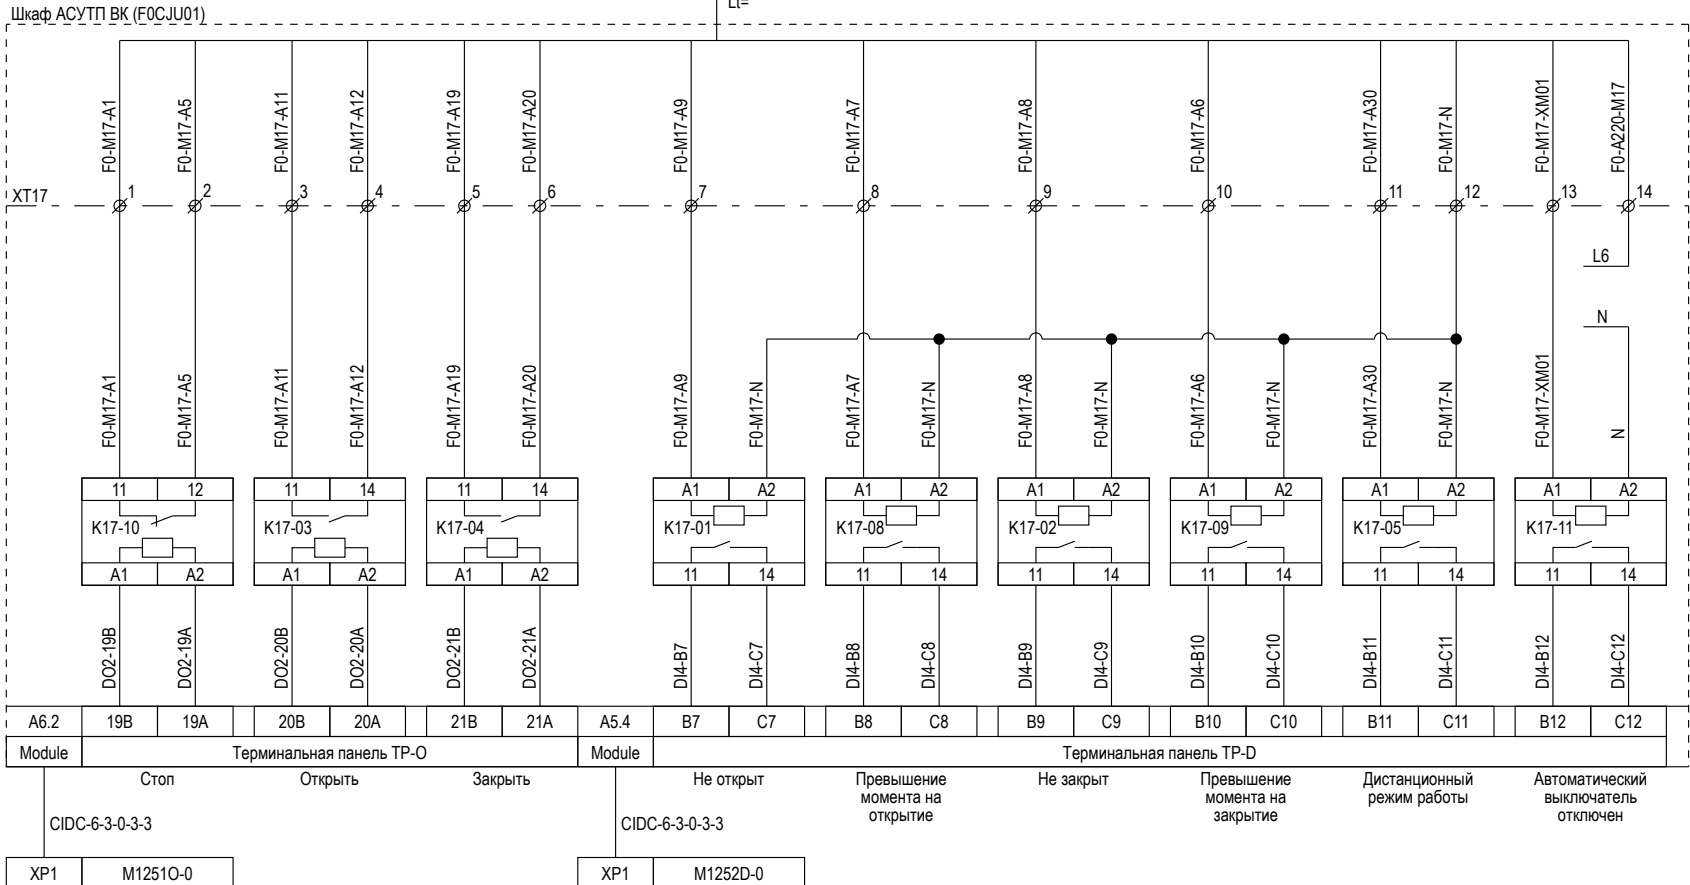 Lt=
Шкаф АСУТП ВК (F0CJU01)
F0-M17-A1 F0-M17-A5 F0-M17-A11 F0-M17-A12 F0-M17-A19 F0-M17-A20 F0-M17-A9 F0-M17-A7 F0-M17-A8 F0-M17-A6 F0-M17-A30 F0-M17-N F0-M17-XM01 F0-A220-M17
XT17 1 2 3 4 5 6 7 8 9 10 11 12 13 14
L6
N
F0-M17-A1 F0-M17-A5 F0-M17-A11 F0-M17-A12 F0-M17-A19 F0-M17-A20 F0-M17-A9 F0-M17-N F0-M17-A7 F0-M17-N F0-M17-A8 F0-M17-N F0-M17-A6 F0-M17-N F0-M17-A30 F0-M17-N F0-M17-XM01 N
11 12 11 14 11 14 A1 A2 A1 A2 A1 A2 A1 A2 A1 A2 A1 A2
K17-10 K17-03 K17-04 K17-01 K17-08 K17-02 K17-09 K17-05 K17-11
A1 A2 A1 A2 A1 A2 11 14 11 14 11 14 11 14 11 14 11 14
DO2-19B DO2-19A DO2-20B DO2-20A DO2-21B DO2-21A DI4-B7 DI4-C7 DI4-B8 DI4-C8 DI4-B9 DI4-C9 DI4-B10 DI4-C10 DI4-B11 DI4-C11 DI4-B12 DI4-C12
A6.2 19B 19A 20B 20A 21B 21A A5.4 B7 C7 B8 C8 B9 C9 B10 C10 B11 C11 B12 C12
Module Терминальная панель TP-O Module Терминальная панель TP-D
Стоп Открыть Закрыть Не открыт Превышение Не закрыт Превышение Дистанционный Автоматический
момента на момента на режим работы выключатель
открытие закрытие отключен
CIDC-6-3-0-3-3 CIDC-6-3-0-3-3
XP1 M1251O-0 XP1 M1252D-0